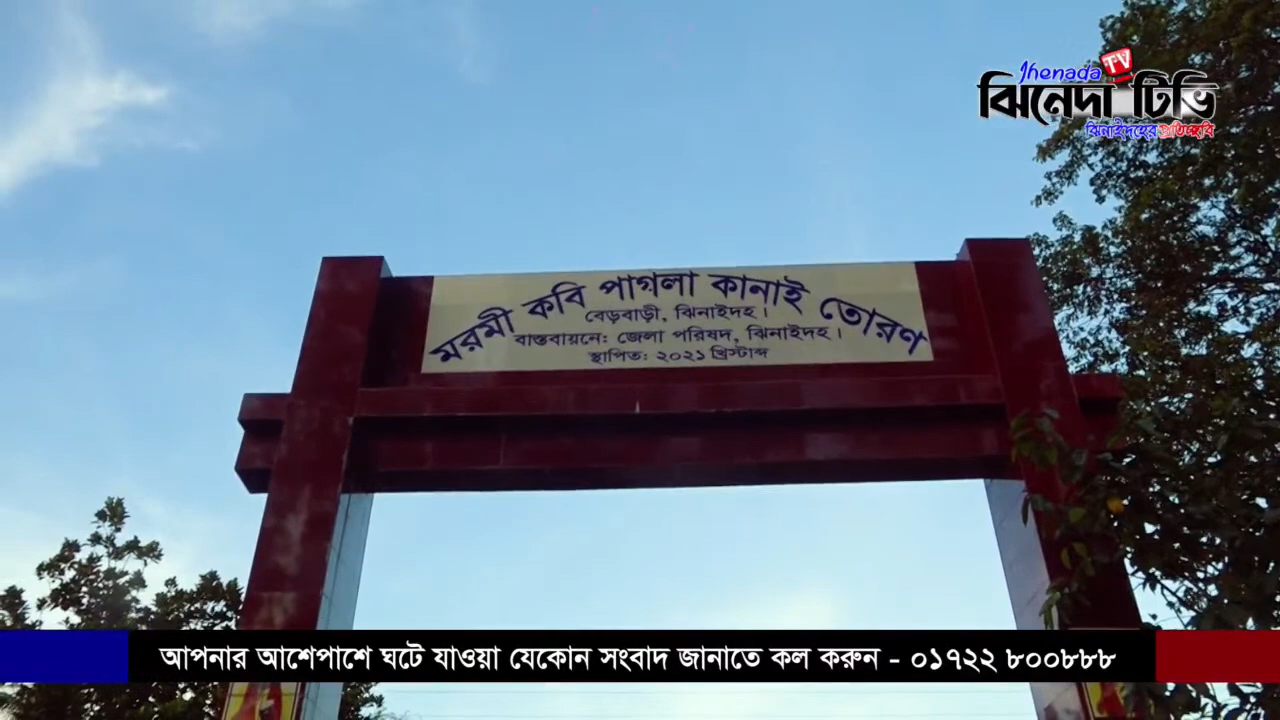 Jhenada TV
ঝিনেদা টিভি
ঝিনাইদহের প্রতিচ্ছবি
মরমী কবি পাগলা কানাই তোরণ
বেড়বাড়ী, ঝিনাইদহ।
বাস্তবায়নে: জেলা পরিষদ, ঝিনাইদহ।
স্থাপিত: ২০২১ খ্রিস্টাব্দ
আপনার আশেপাশে ঘটে যাওয়া যেকোন সংবাদ জানাতে কল করুন - ০১৭২২ ৮০০৮৮৮